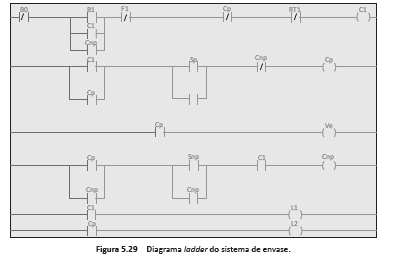 B0 B1 F1 Cp RT1 C1
C1
Cnp
C1 Sp Cnp Cp
Cp
Cp Ve
Cp Snp C1 Cnp
Cnp Cnp
C1 L1
Cp L2
Figura 5.29 Diagrama ladder do sistema de envase.